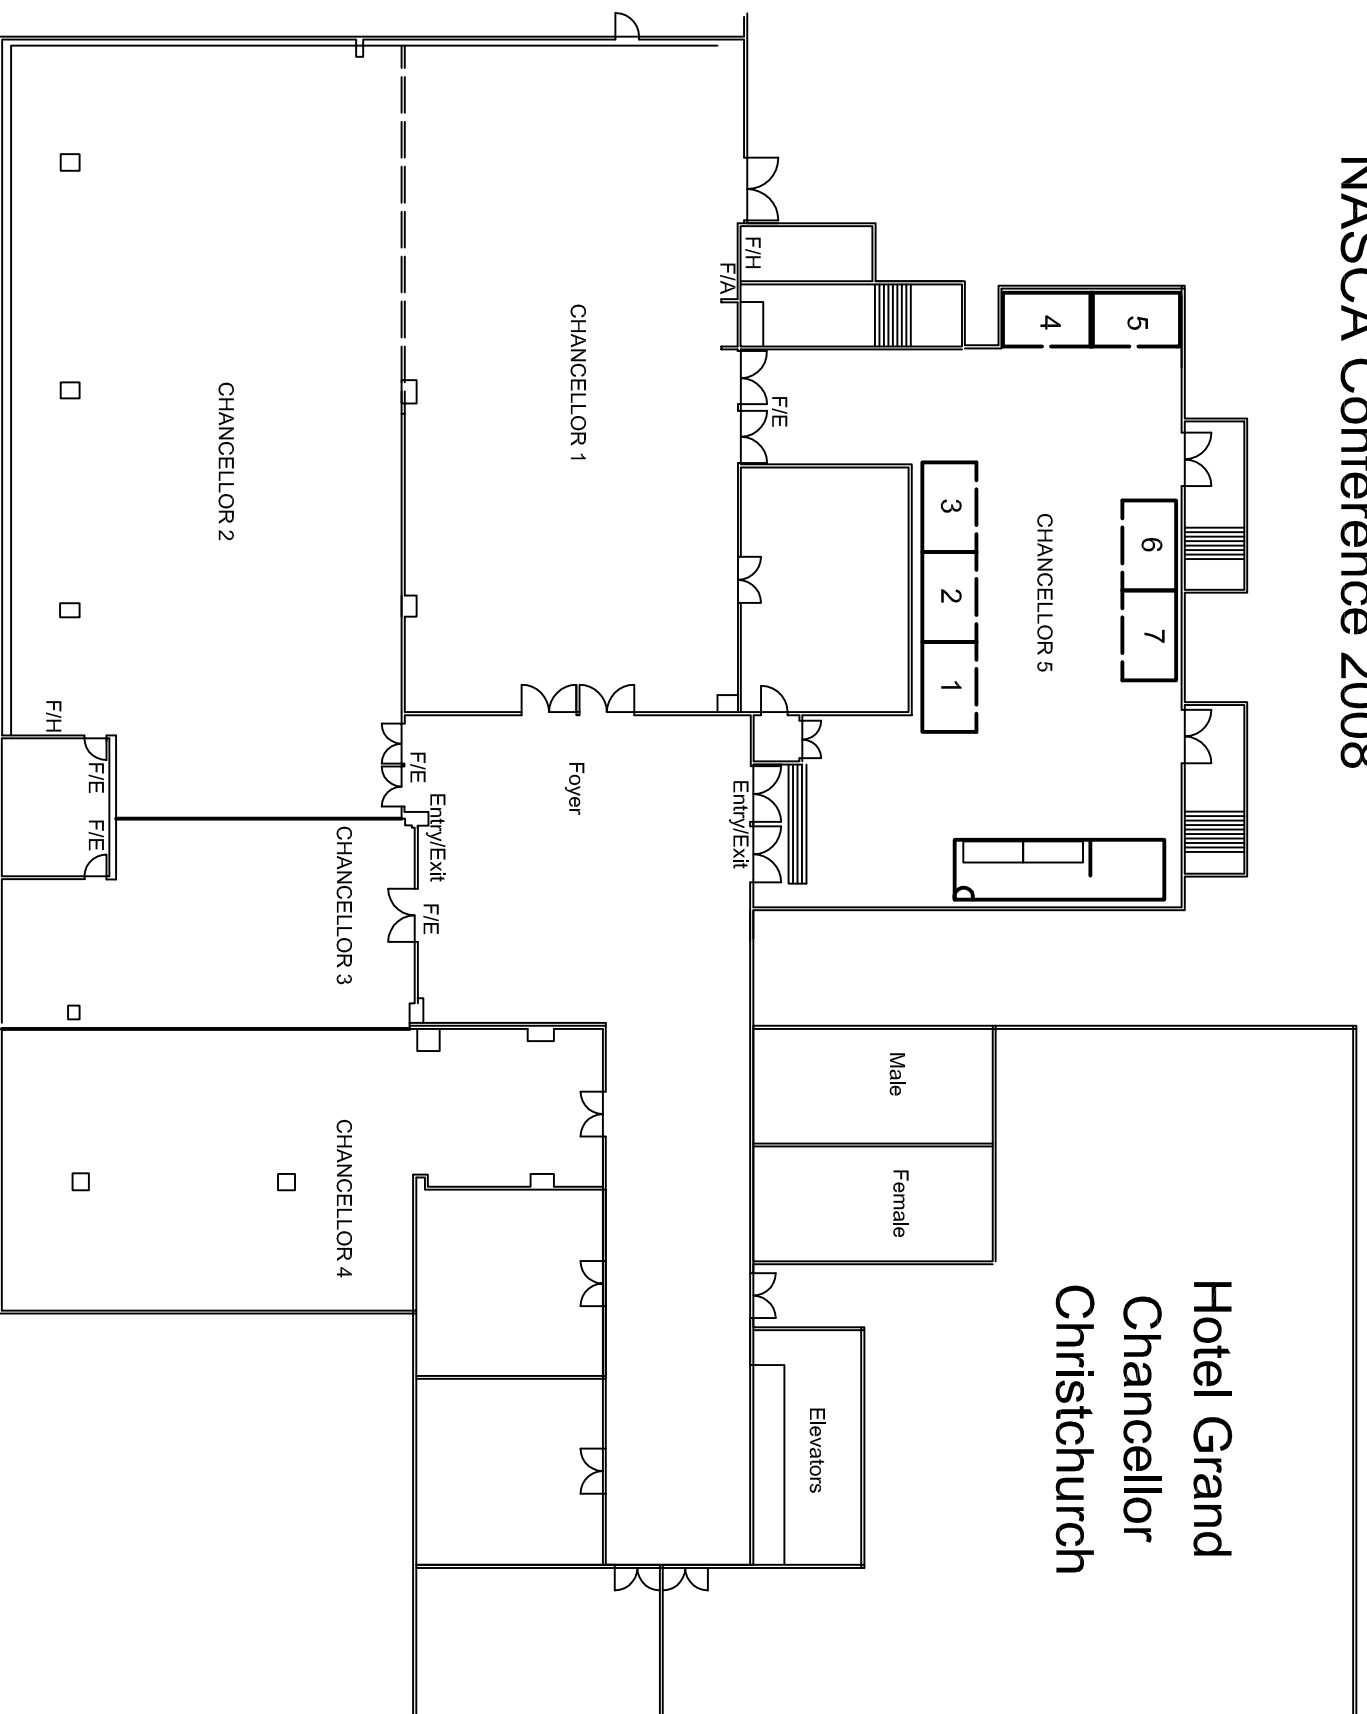 NASCA Conference 2008
Hotel Grand
Chancellor
Christchurch
5
4
6
7
CHANCELLOR 5
3
2
1
F/H
F/A
F/E
CHANCELLOR 1
Entry/Exit
Foyer
Male
Female
Elevators
CHANCELLOR 2
F/E
Entry/Exit
F/E
CHANCELLOR 3
CHANCELLOR 4
F/H
F/E
F/E